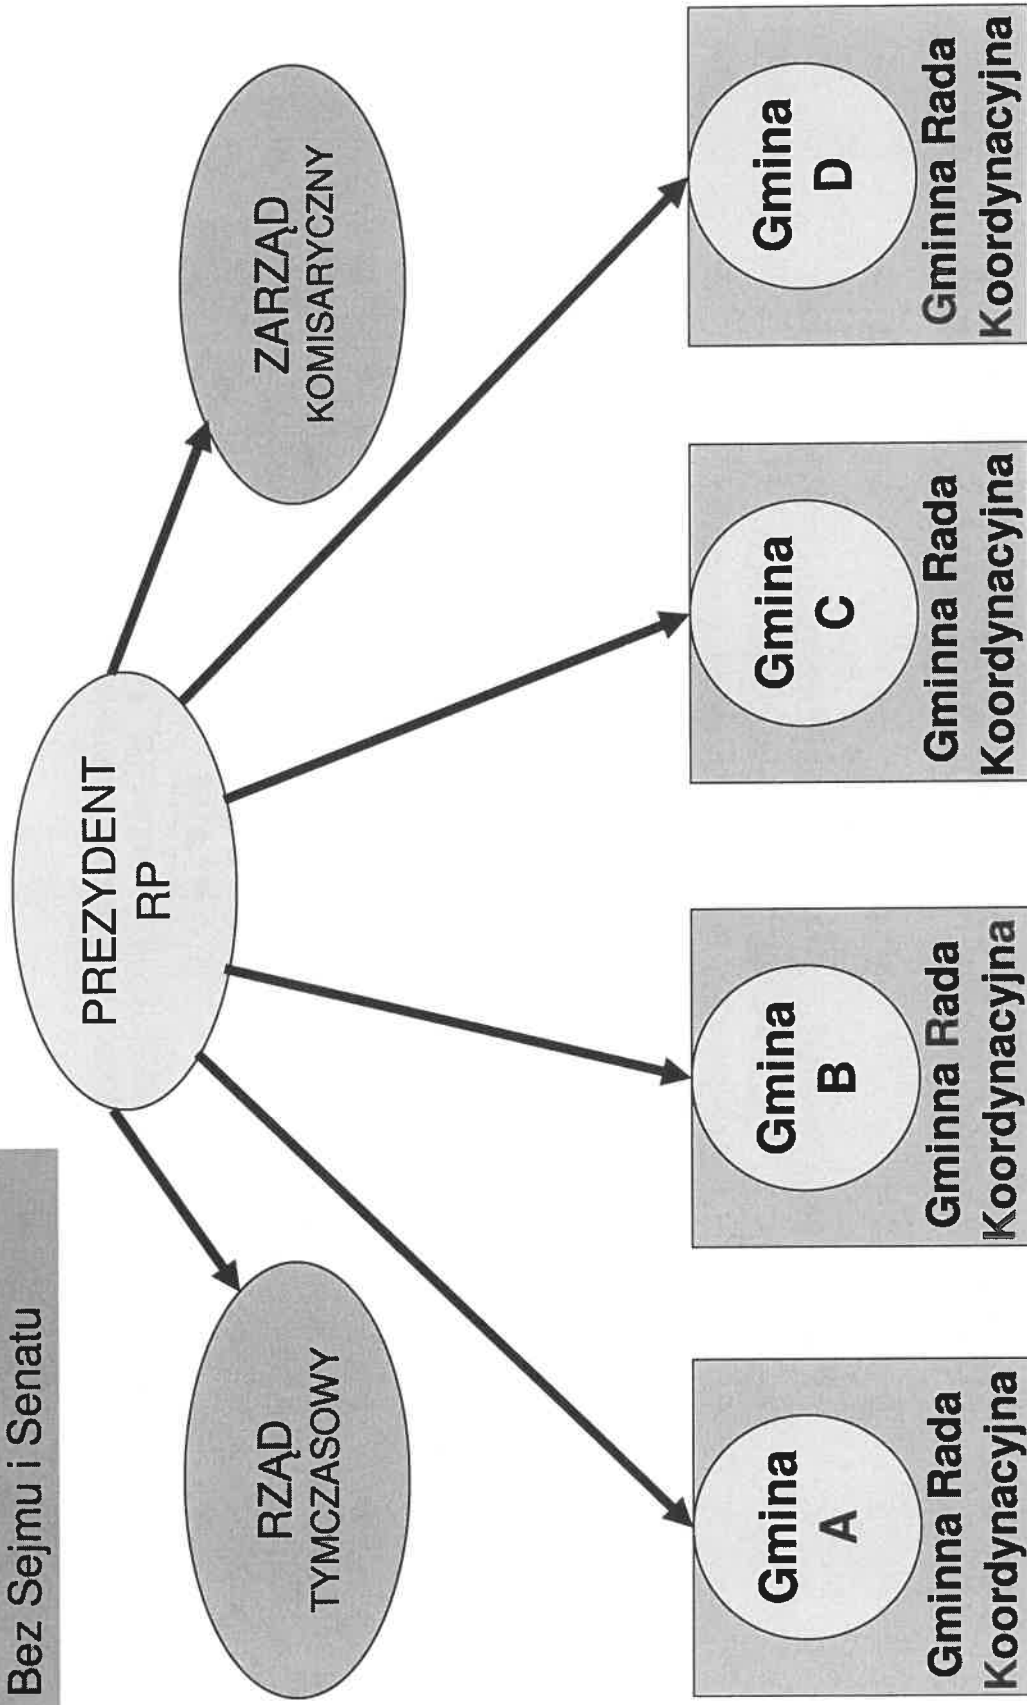 Bez Sejmu i Senatu
PREZYDENT
RP
RZĄD
TYMCZASOWY
ZARZĄD
KOMISARYCZNY
Gmina
A
Gminna Rada
Koordynacyjna
Gmina
B
Gminna Rada
Koordynacyjna
Gmina
C
Gminna Rada
Koordynacyjna
Gmina
D
Gminna Rada
Koordynacyjna